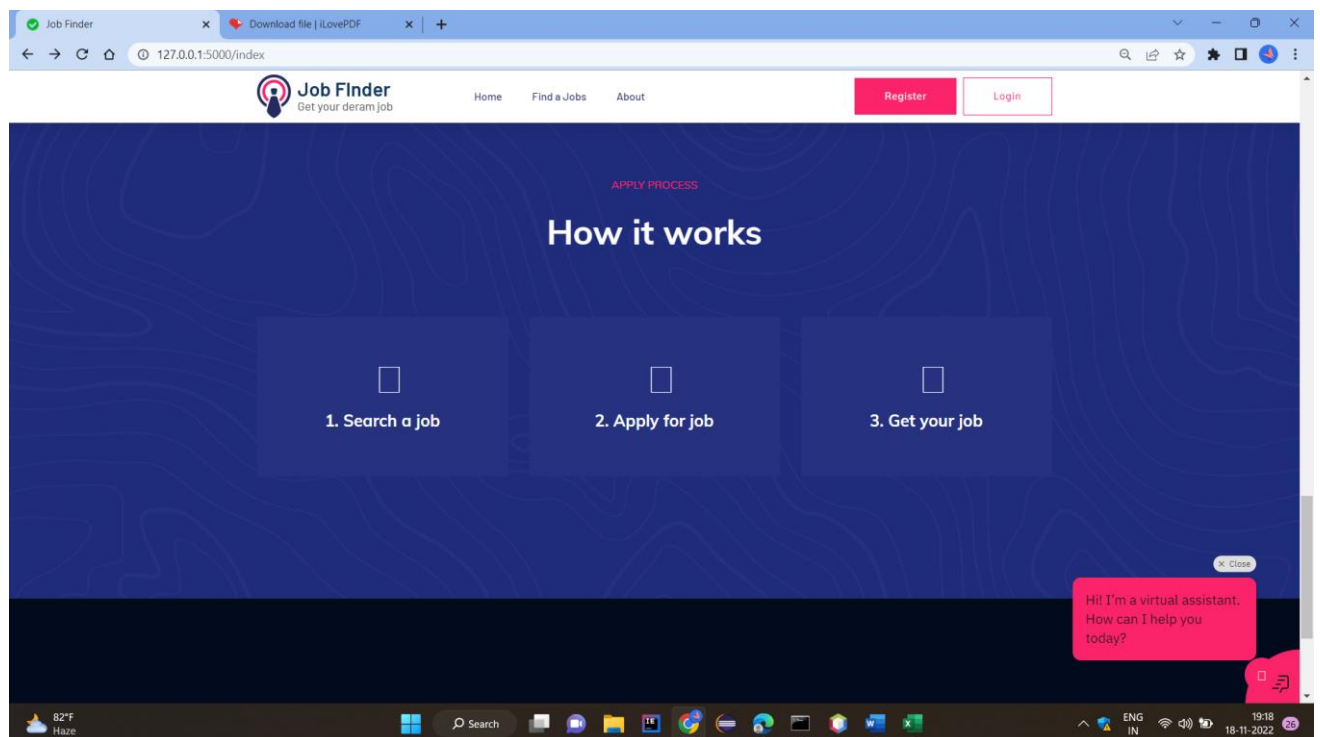 Job Finder
Download file | iLovePDF
127.0.0.1:5000/index
Job FInder
Get your deram job
Home
Find a Jobs
About
Register
Login
APPLY PROCESS
How it works
1. Search a job
2. Apply for job
3. Get your job
Close
Hi! I'm a virtual assistant.
How can I help you
today?
82°F
Haze
Search
ENG
IN
19:18
18-11-2022
26